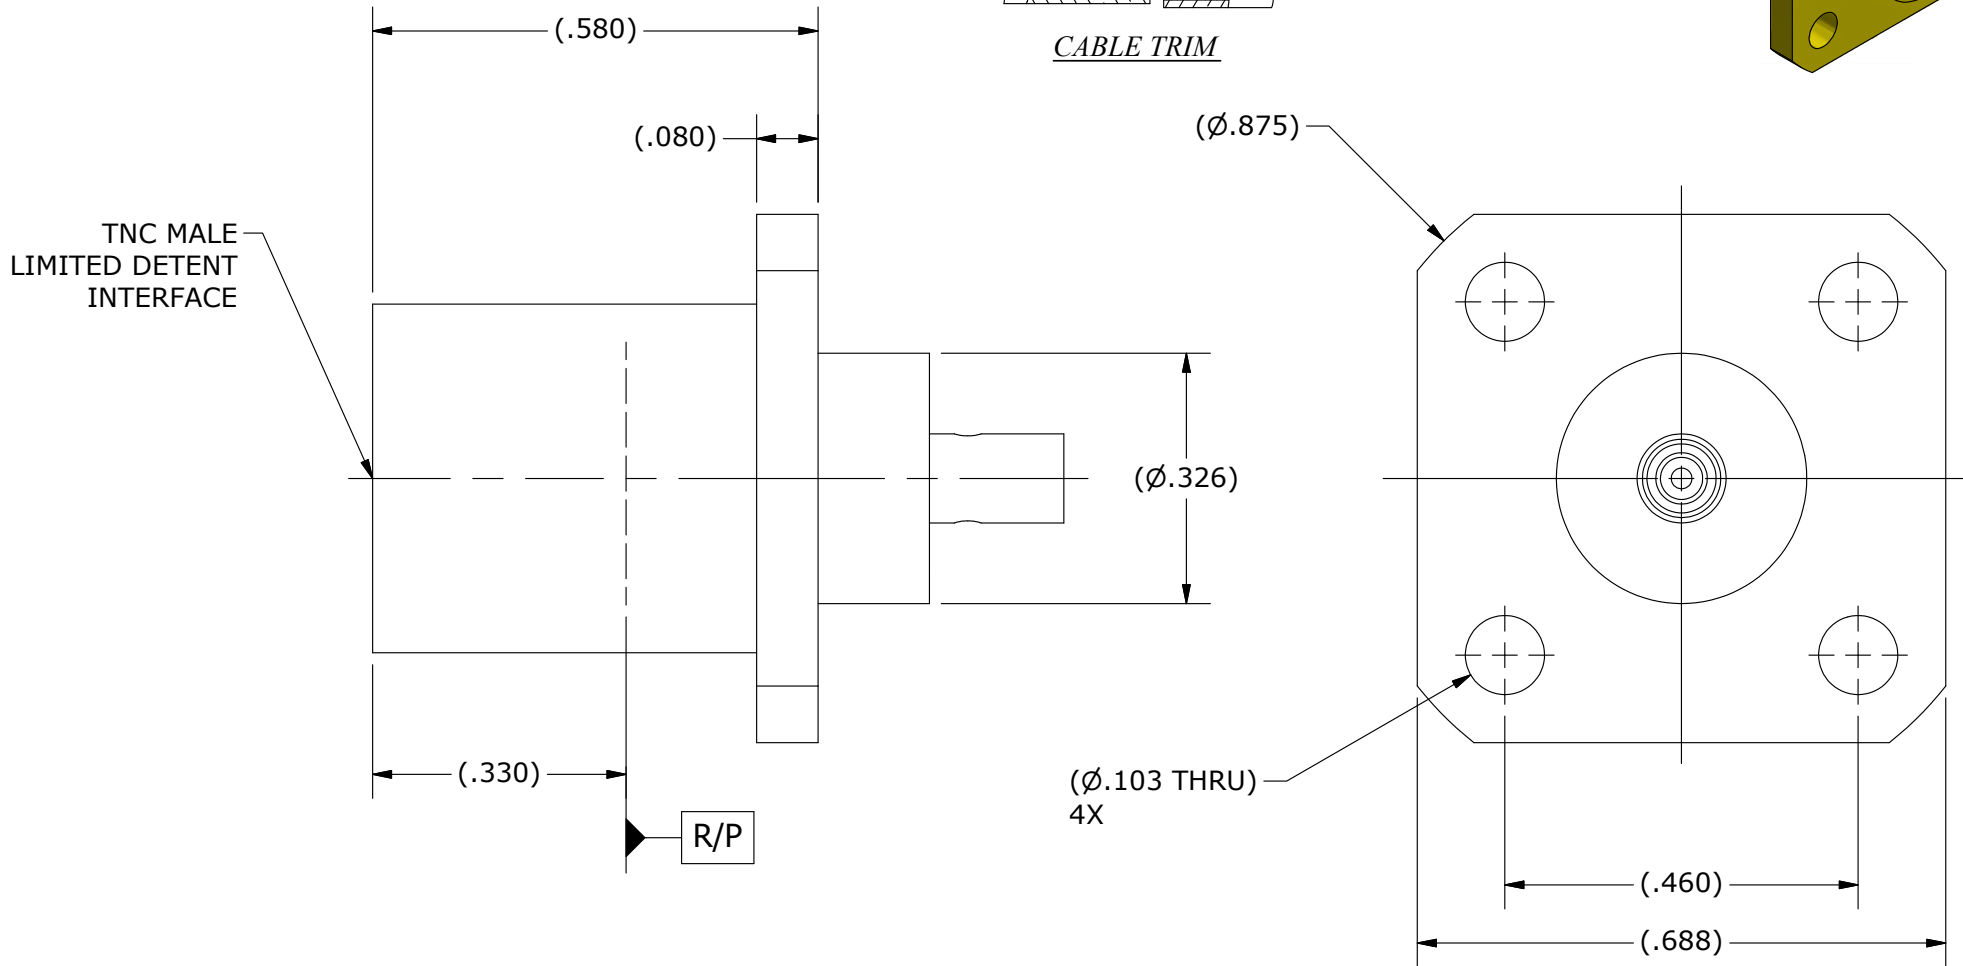 (.580)
CABLE TRIM
(.080)
(Ø.875)
TNC MALE
LIMITED DETENT
INTERFACE
(Ø.326)
(.330)
(Ø.103 THRU)
4X
R/P
(.460)
(.688)